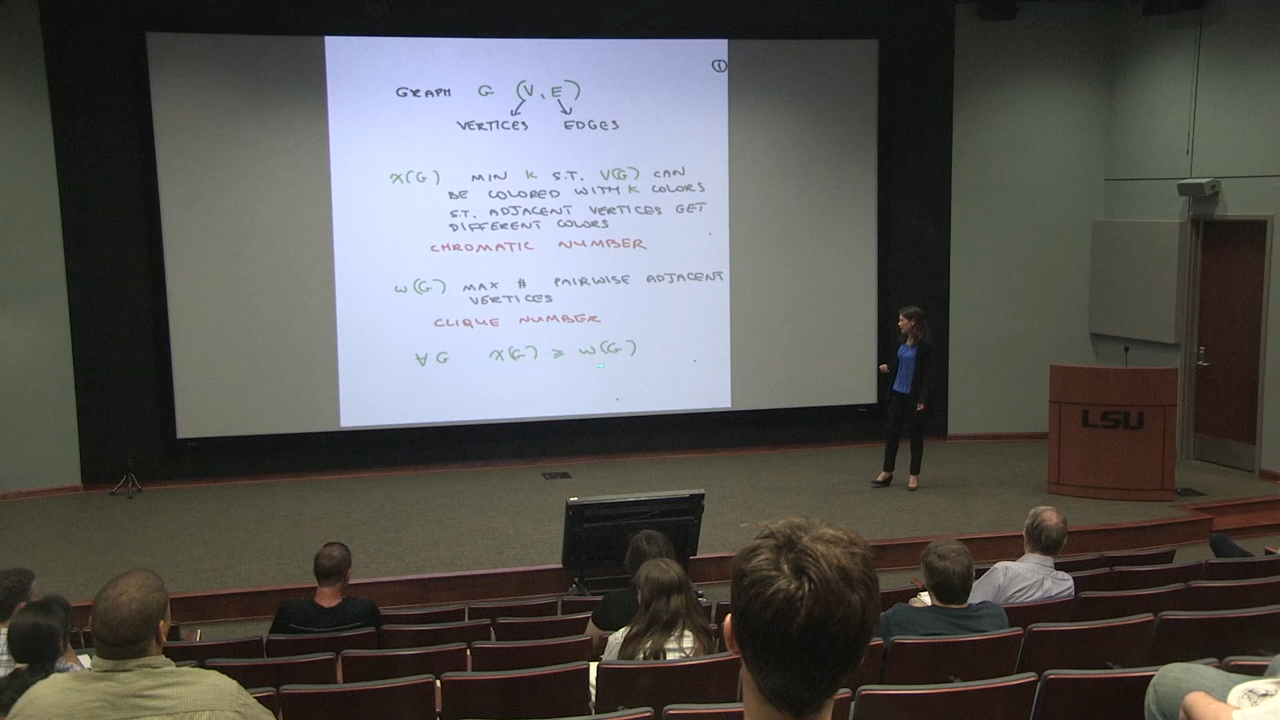 ①
GRAPH G (V, E)
VERTICES EDGES
χ(G) MIN K S.T. V(G) CAN
BE COLORED WITH K COLORS
S.T. ADJACENT VERTICES GET
DIFFERENT COLORS
CHROMATIC NUMBER
ω(G) MAX # PAIRWISE ADJACENT
VERTICES
CLIQUE NUMBER
∀ G χ(G) ≥ ω(G)
LSU